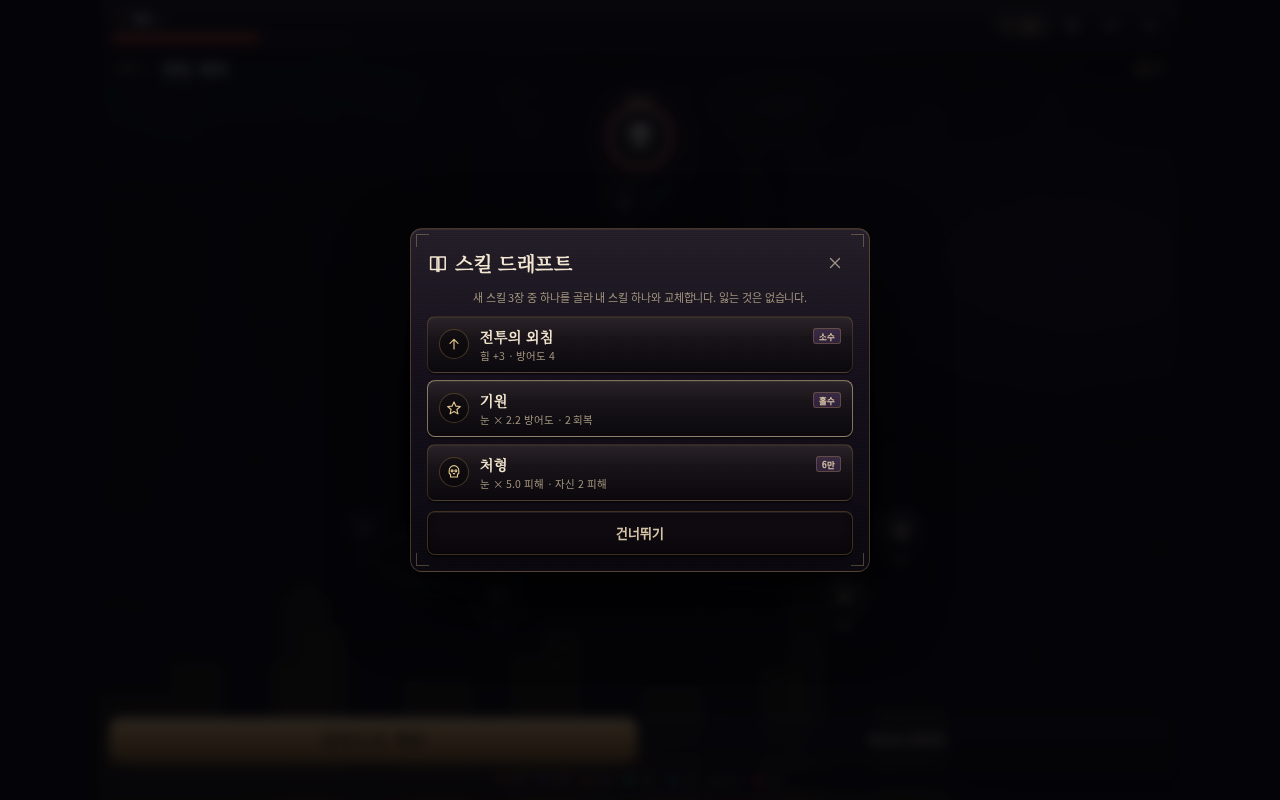 스킬 드래프트
새 스킬 3장 중 하나를 골라 내 스킬 하나와 교체합니다. 잃는 것은 없습니다.
전투의 외침
소수
힘 +3 · 방어도 4
기원
홀수
눈 × 2.2 방어도 · 2 회복
처형
6만
눈 × 5.0 피해 · 자신 2 피해
건너뛰기